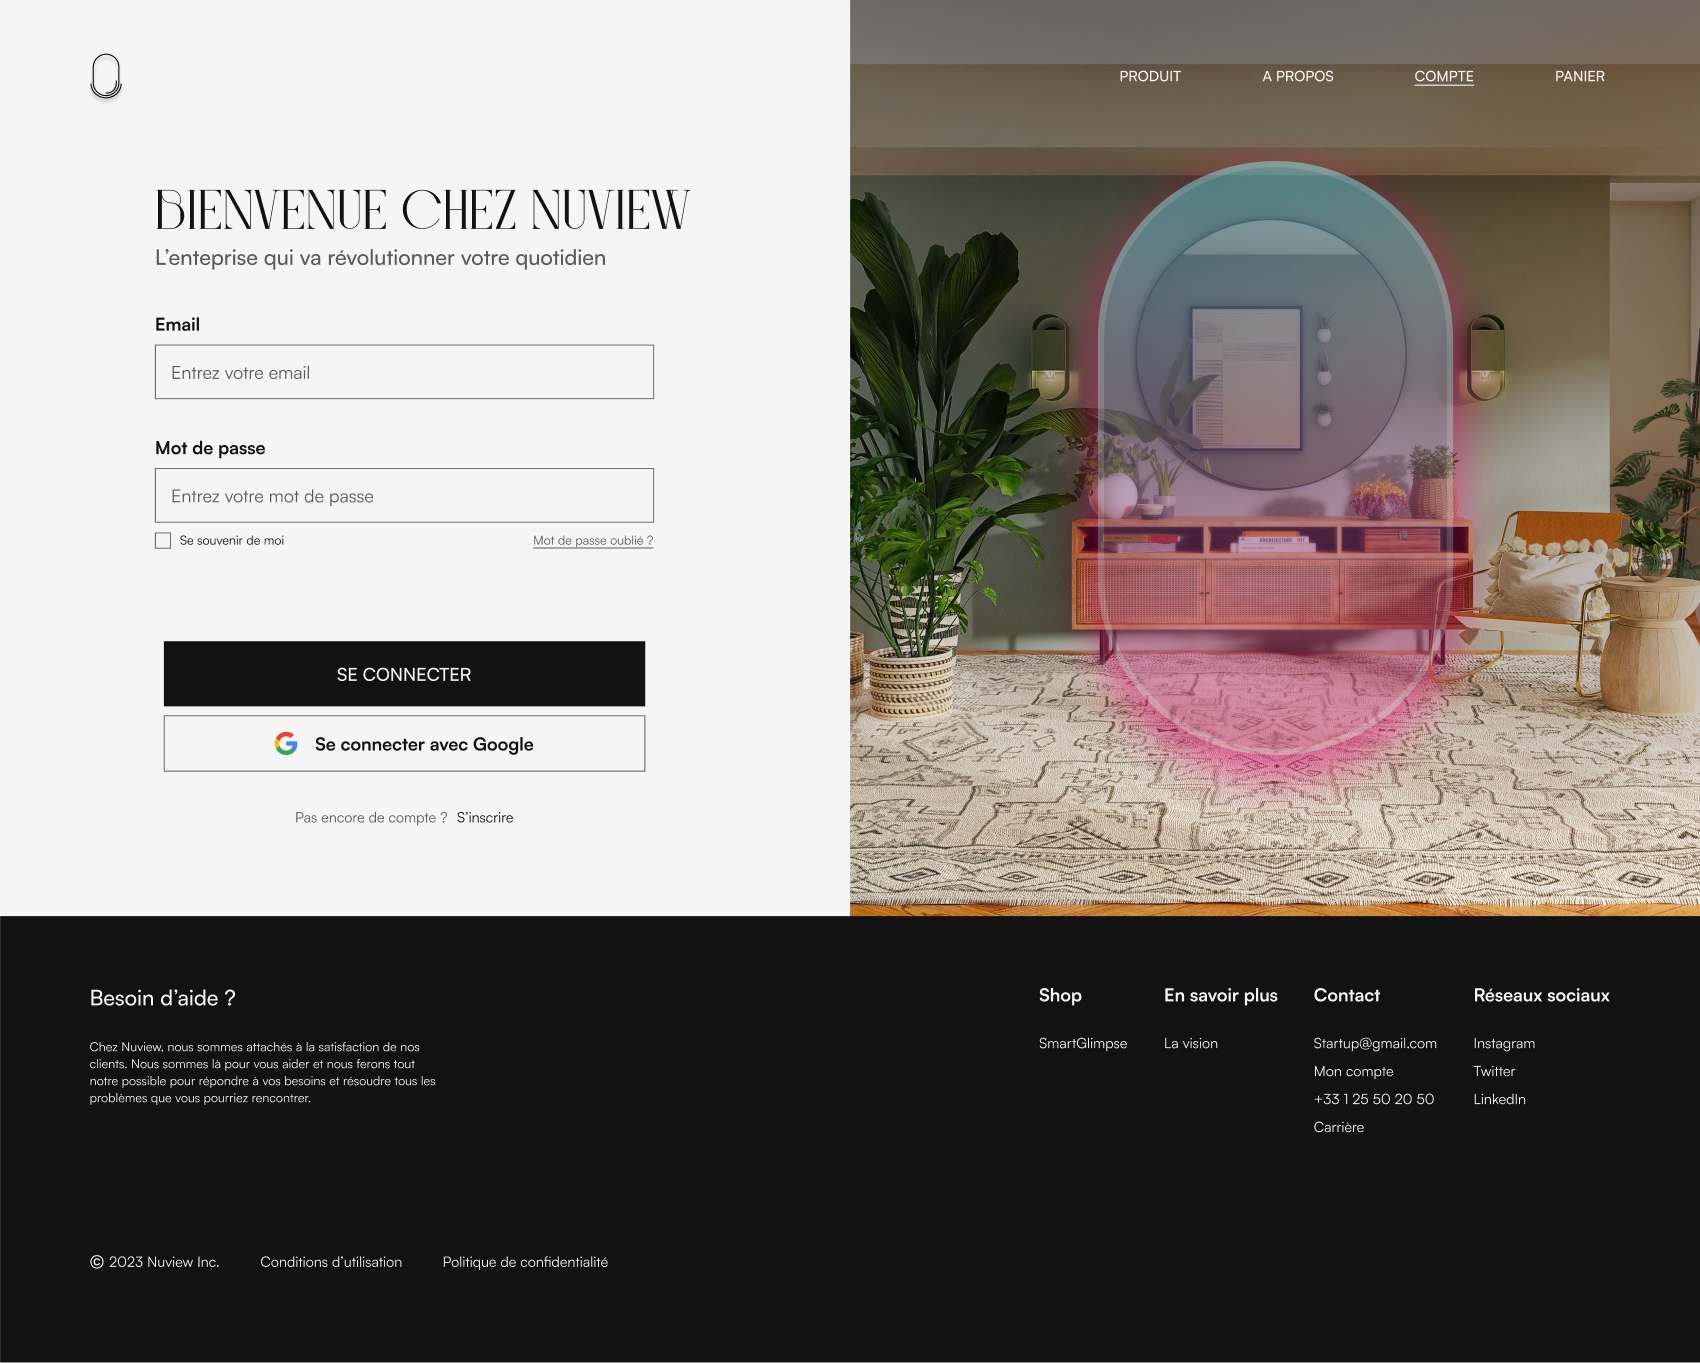 PRODUIT A PROPOS COMPTE PANIER
BIENVENUE CHEZ NUVIEW
L’enteprise qui va révolutionner votre quotidien
Email
Entrez votre email
Mot de passe
Entrez votre mot de passe
Se souvenir de moi Mot de passe oublié ?
SE CONNECTER
Se connecter avec Google
Pas encore de compte ? S’inscrire
ARCHITECTURE
Besoin d’aide ?
Chez Nuview, nous sommes attachés à la satisfaction de nos
clients. Nous sommes là pour vous aider et nous ferons tout
notre possible pour répondre à vos besoins et résoudre tous les
problèmes que vous pourriez rencontrer.
Shop
SmartGlimpse
En savoir plus
La vision
Contact
Startup@gmail.com
Mon compte
+33 1 25 50 20 50
Carrière
Réseaux sociaux
Instagram
Twitter
LinkedIn
© 2023 Nuview Inc. Conditions d’utilisation Politique de confidentialité